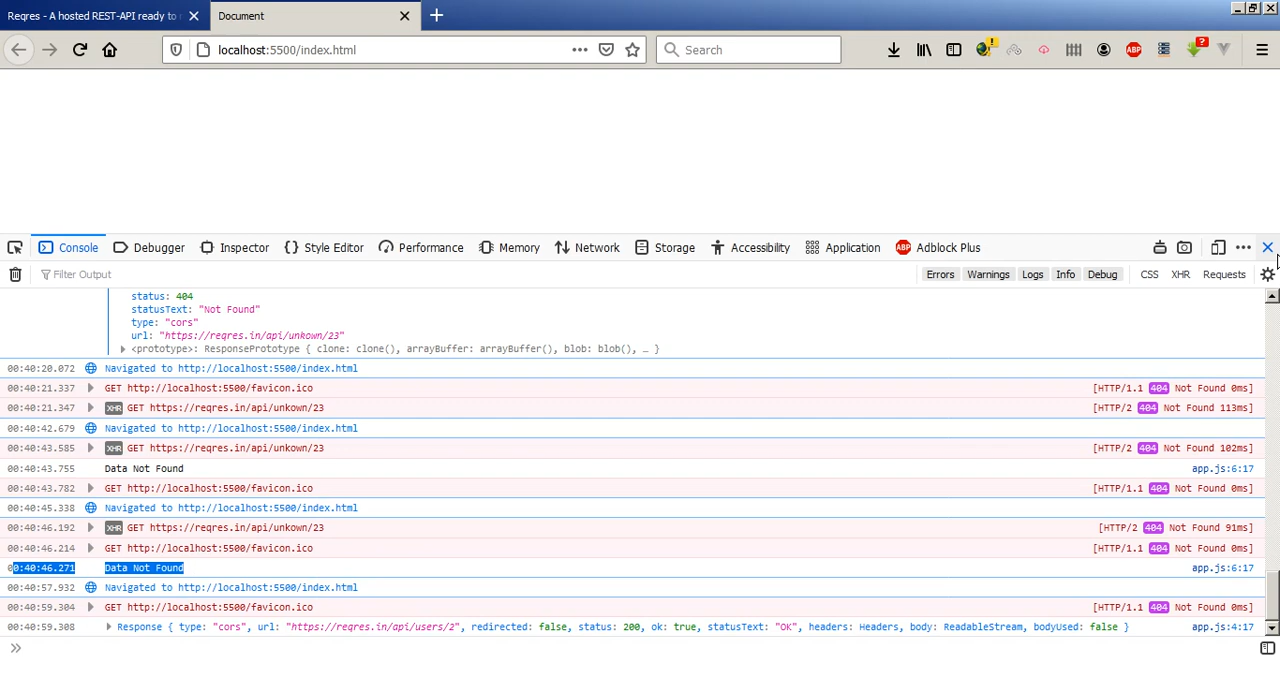 Reqres - A hosted REST-API ready to
Document
localhost:5500/index.html
Search
ABP
?
Console
Debugger
Inspector
Style Editor
Performance
Memory
Network
Storage
Accessibility
Application
ABP Adblock Plus
Filter Output
Errors
Warnings
Logs
Info
Debug
CSS
XHR
Requests
status: 404
statusText: "Not Found"
type: "cors"
url: "https://reqres.in/api/unkown/23"
<prototype>: ResponsePrototype { clone: clone(), arrayBuffer: arrayBuffer(), blob: blob(), … }
00:40:20.072 Navigated to http://localhost:5500/index.html
00:40:21.337 GET http://localhost:5500/favicon.ico [HTTP/1.1 404 Not Found 0ms]
00:40:21.347 XHR GET https://reqres.in/api/unkown/23 [HTTP/2 404 Not Found 113ms]
00:40:42.679 Navigated to http://localhost:5500/index.html
00:40:43.585 XHR GET https://reqres.in/api/unkown/23 [HTTP/2 404 Not Found 102ms]
00:40:43.755 Data Not Found app.js:6:17
00:40:43.782 GET http://localhost:5500/favicon.ico [HTTP/1.1 404 Not Found 0ms]
00:40:45.338 Navigated to http://localhost:5500/index.html
00:40:46.192 XHR GET https://reqres.in/api/unkown/23 [HTTP/2 404 Not Found 91ms]
00:40:46.214 GET http://localhost:5500/favicon.ico [HTTP/1.1 404 Not Found 0ms]
00:40:46.271 Data Not Found app.js:6:17
00:40:57.932 Navigated to http://localhost:5500/index.html
00:40:59.304 GET http://localhost:5500/favicon.ico [HTTP/1.1 404 Not Found 0ms]
00:40:59.308 Response { type: "cors", url: "https://reqres.in/api/users/2", redirected: false, status: 200, ok: true, statusText: "OK", headers: Headers, body: ReadableStream, bodyUsed: false } app.js:4:17